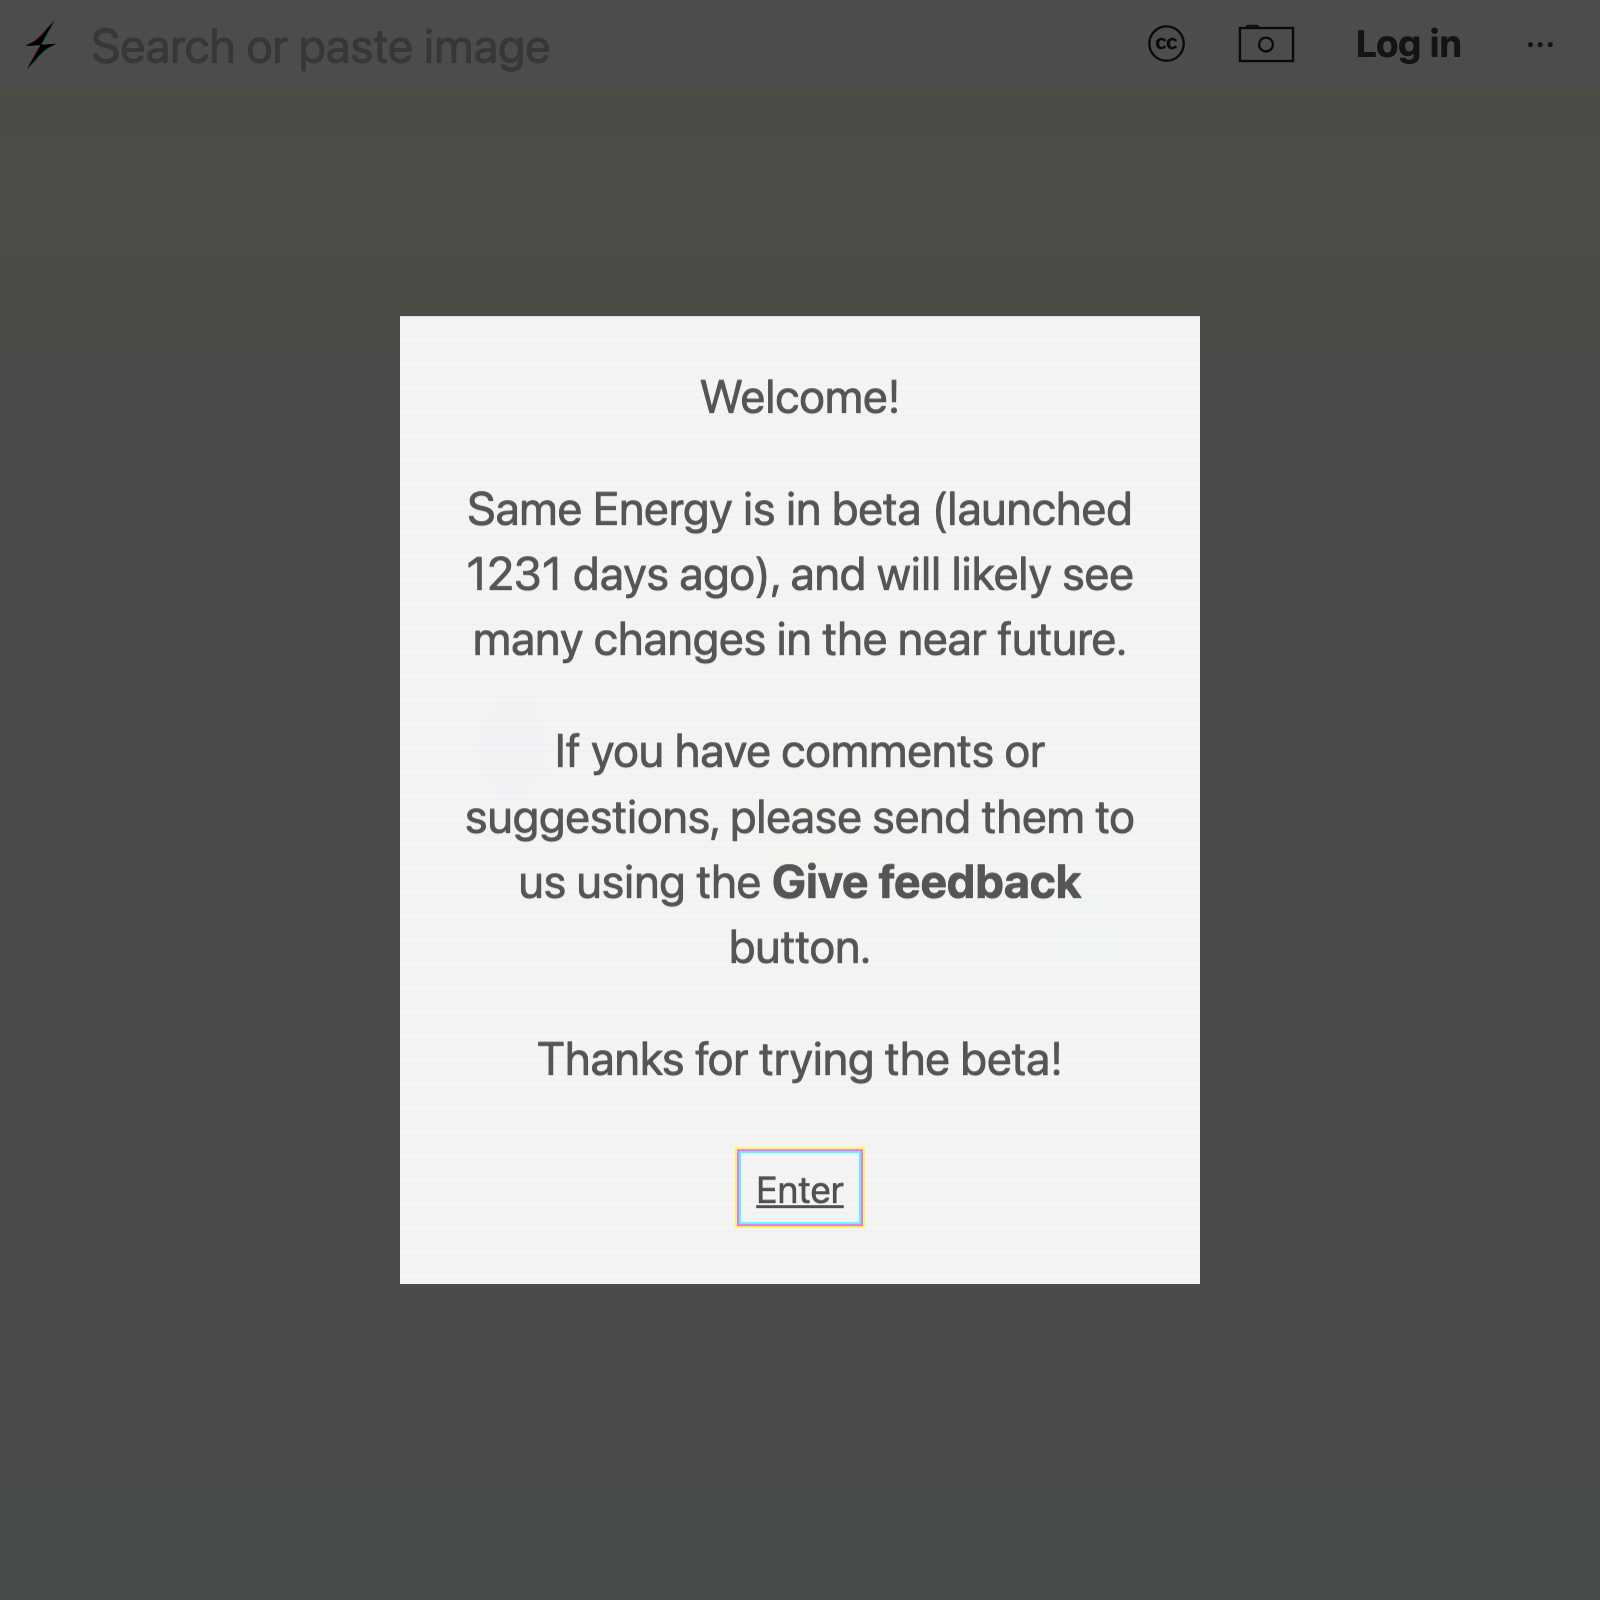 Search or paste image
cc
Log in
...
Welcome!
Same Energy is in beta (launched
1231 days ago), and will likely see
many changes in the near future.
If you have comments or
suggestions, please send them to
us using the Give feedback
button.
Thanks for trying the beta!
Enter